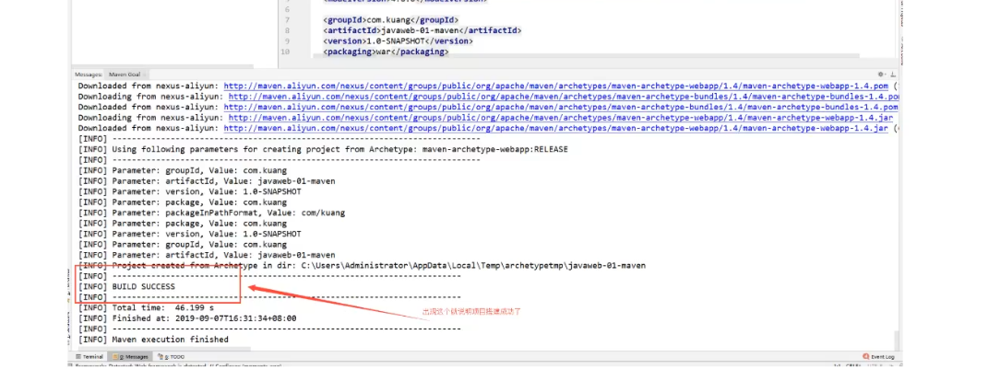 <groupId>com.kuang</groupId>
<artifactId>javaweb-01-maven</artifactId>
<version>1.0-SNAPSHOT</version>
<packaging>war</packaging>
7
8
9
10
Messages: Maven Goal
Downloaded from nexus-aliyun: http://maven.aliyun.com/nexus/content/groups/public/org/apache/maven/archetypes/maven-archetype-webapp/1.4/maven-archetype-webapp-1.4.pom (
Downloading from nexus-aliyun: http://maven.aliyun.com/nexus/content/groups/public/org/apache/maven/archetypes/maven-archetype-bundles/1.4/maven-archetype-bundles-1.4.po
Downloaded from nexus-aliyun: http://maven.aliyun.com/nexus/content/groups/public/org/apache/maven/archetypes/maven-archetype-bundles/1.4/maven-archetype-bundles-1.4.pom
Downloading from nexus-aliyun: http://maven.aliyun.com/nexus/content/groups/public/org/apache/maven/archetypes/maven-archetype-webapp/1.4/maven-archetype-webapp-1.4.jar
Downloaded from nexus-aliyun: http://maven.aliyun.com/nexus/content/groups/public/org/apache/maven/archetypes/maven-archetype-webapp/1.4/maven-archetype-webapp-1.4.jar (
[INFO] ----------------------------------------------------------------------------
[INFO] Using following parameters for creating project from Archetype: maven-archetype-webapp:RELEASE
[INFO] ----------------------------------------------------------------------------
[INFO] Parameter: groupId, Value: com.kuang
[INFO] Parameter: artifactId, Value: javaweb-01-maven
[INFO] Parameter: version, Value: 1.0-SNAPSHOT
[INFO] Parameter: package, Value: com.kuang
[INFO] Parameter: packageInPathFormat, Value: com/kuang
[INFO] Parameter: package, Value: com.kuang
[INFO] Parameter: version, Value: 1.0-SNAPSHOT
[INFO] Parameter: groupId, Value: com.kuang
[INFO] Parameter: artifactId, Value: javaweb-01-maven
[INFO] Project created from Archetype in dir: C:\Users\Administrator\AppData\Local\Temp\archetypetmp\javaweb-01-maven
[INFO] ------------------------------------------------------------------------
[INFO] BUILD SUCCESS
[INFO] ------------------------------------------------------------------------
[INFO] Total time:  46.199 s
出现这个就说明项目搭建成功了
[INFO] Finished at: 2019-09-07T16:31:34+08:00
[INFO] ------------------------------------------------------------------------
[INFO] Maven execution finished
Terminal 0: Messages 6: TODO Event Log